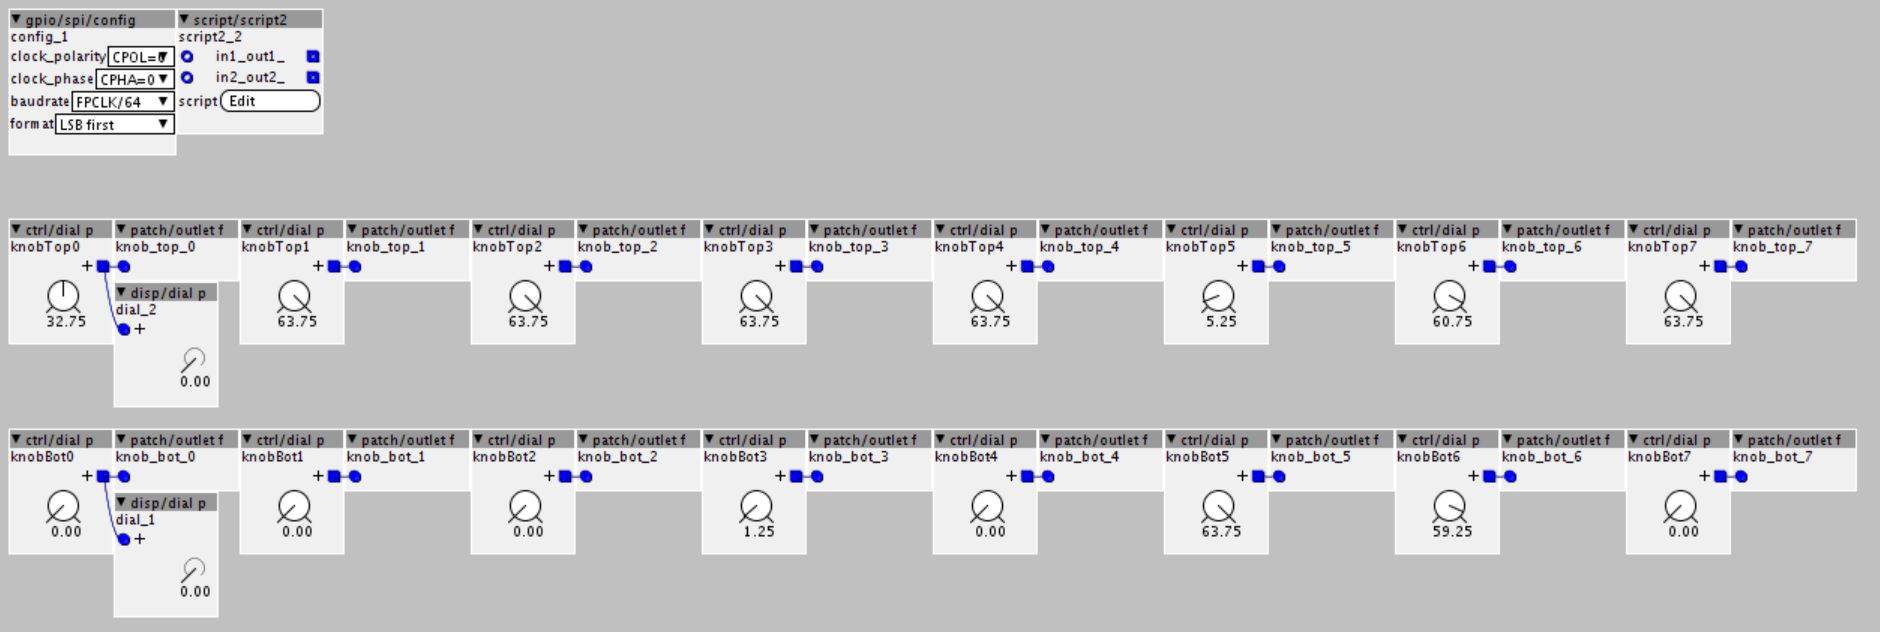 ▼ gpio/spi/config ▼ script/script2
config_1 script2_2
clock_polarity CPOL=0▼ in1_out1_
clock_phase CPHA=0 ▼ in2_out2_
baudrate FPCLK/64 ▼ script Edit
format LSB first ▼
▼ ctrl/dial p ▼ patch/outlet f ▼ ctrl/dial p ▼ patch/outlet f ▼ ctrl/dial p ▼ patch/outlet f ▼ ctrl/dial p ▼ patch/outlet f ▼ ctrl/dial p ▼ patch/outlet f ▼ ctrl/dial p ▼ patch/outlet f ▼ ctrl/dial p ▼ patch/outlet f ▼ ctrl/dial p ▼ patch/outlet f
knobTop0 knob_top_0 knobTop1 knob_top_1 knobTop2 knob_top_2 knobTop3 knob_top_3 knobTop4 knob_top_4 knobTop5 knob_top_5 knobTop6 knob_top_6 knobTop7 knob_top_7
+ + + + + + + +
▼ disp/dial p
dial_2
32.75 63.75 63.75 63.75 63.75 5.25 60.75 63.75
+
0.00
▼ ctrl/dial p ▼ patch/outlet f ▼ ctrl/dial p ▼ patch/outlet f ▼ ctrl/dial p ▼ patch/outlet f ▼ ctrl/dial p ▼ patch/outlet f ▼ ctrl/dial p ▼ patch/outlet f ▼ ctrl/dial p ▼ patch/outlet f ▼ ctrl/dial p ▼ patch/outlet f ▼ ctrl/dial p ▼ patch/outlet f
knobBot0 knob_bot_0 knobBot1 knob_bot_1 knobBot2 knob_bot_2 knobBot3 knob_bot_3 knobBot4 knob_bot_4 knobBot5 knob_bot_5 knobBot6 knob_bot_6 knobBot7 knob_bot_7
+ + + + + + + +
▼ disp/dial p
dial_1
0.00 0.00 0.00 1.25 0.00 63.75 59.25 0.00
+
0.00